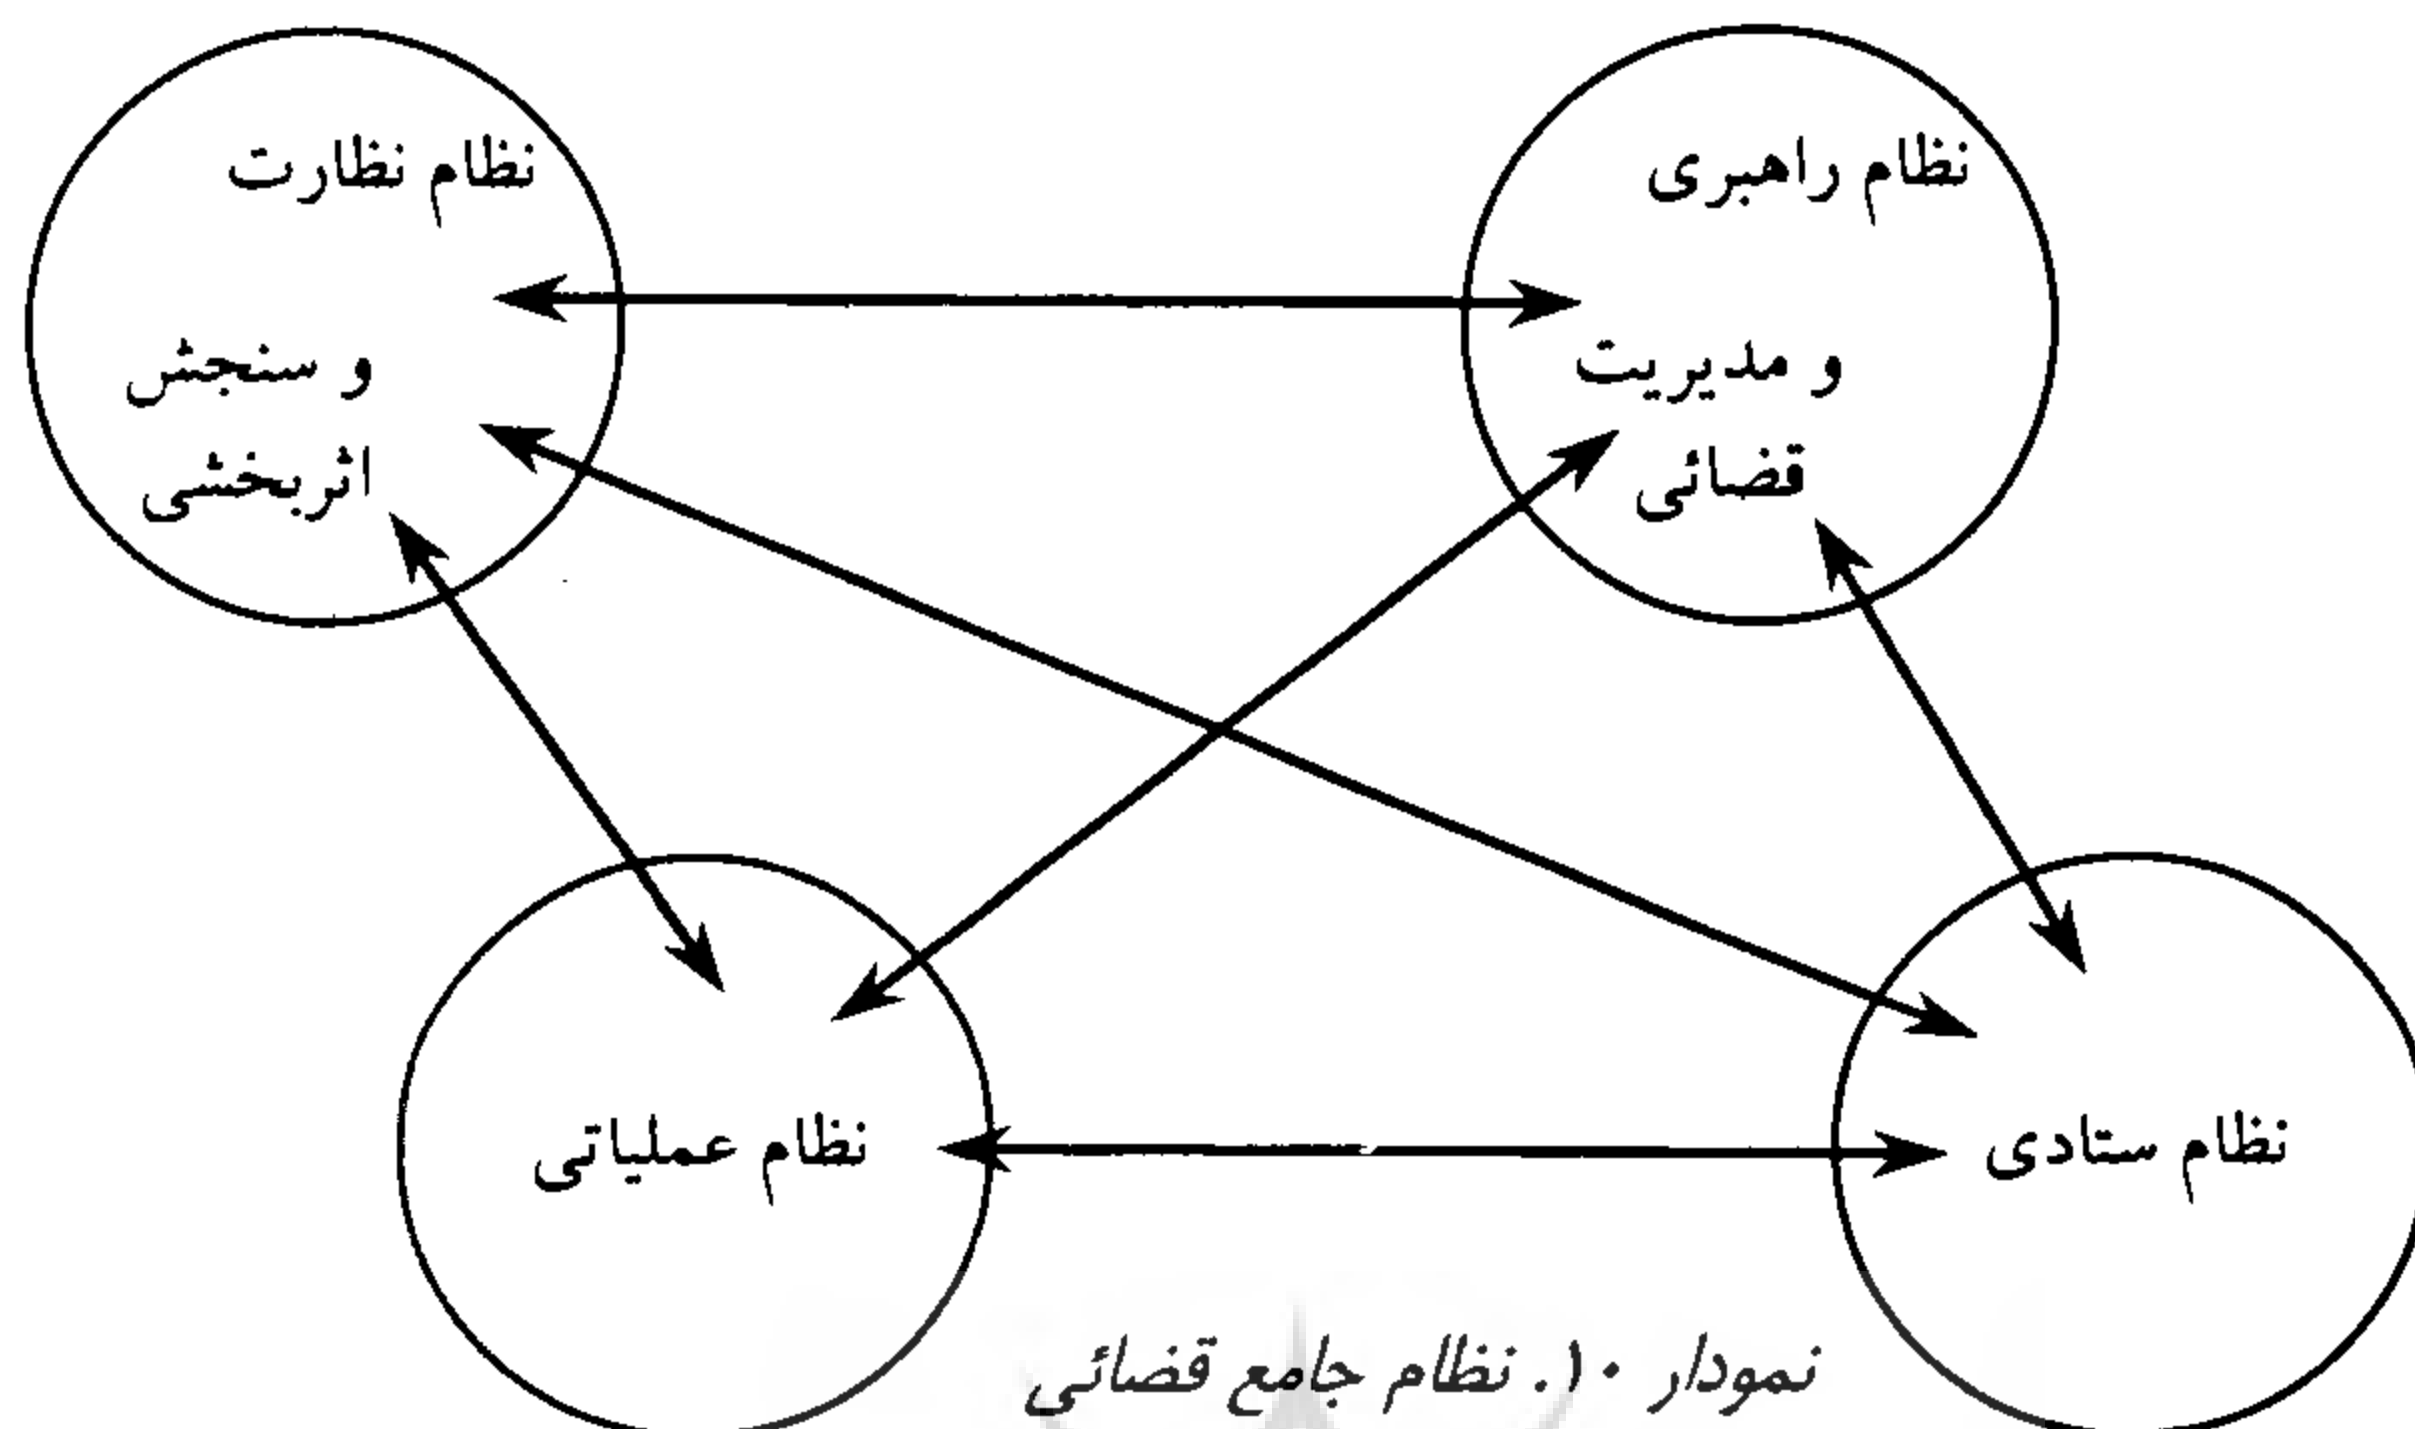 نظام راهبری
و مدیریت
قضائی
نظام نظارت
و سنجش
اثربخشی
نظام ستادی
نظام عملیاتی
نمودار ۱۰. نظام جامع قضائی